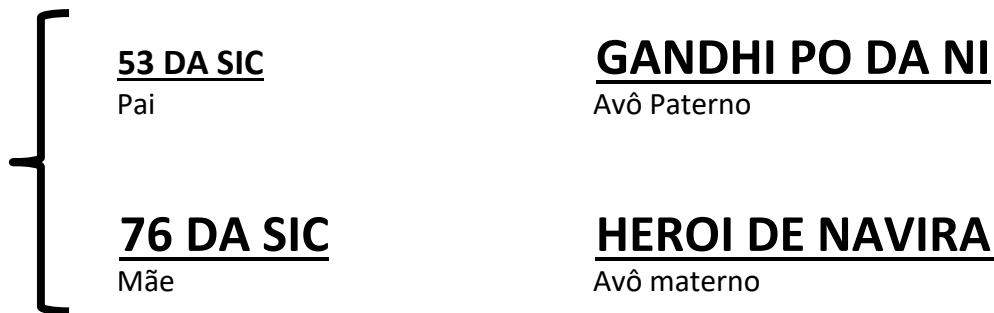 53 DA SIC
GANDHI PO DA NI
Pai
Avô Paterno
76 DA SIC
HEROI DE NAVIRA
Mãe
Avô materno